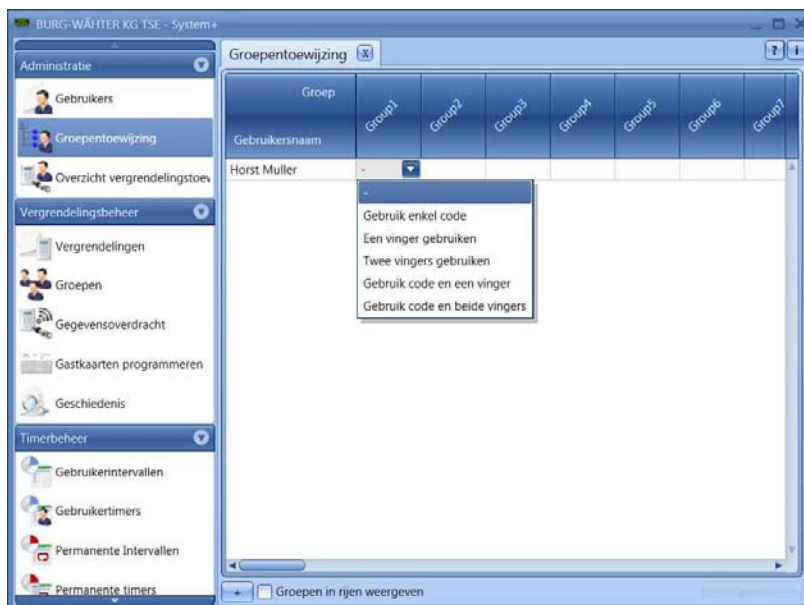 BURG-WÄHTER KG TSE - System+
Administratie
Gebruikers
Groepentoewijzing
Overzicht vergrendelingstoew
Vergrendelingsbeheer
Vergrendelingen
Groepen
Gegevensoverdracht
Gastkaarten programmeren
Geschiedenis
Timerbeheer
Gebruikerintervallen
Gebruikertimers
Permanente Intervallen
Permanente timers
Groepentoewijzing x
? i
Groep
Gebruikersnaam
Group1 Group2 Group3 Group4 Group5 Group6 Group7
Horst Muller -
-
Gebruik enkel code
Een vinger gebruiken
Twee vingers gebruiken
Gebruik code en een vinger
Gebruik code en beide vingers
+ Groepen in rijen weergeven